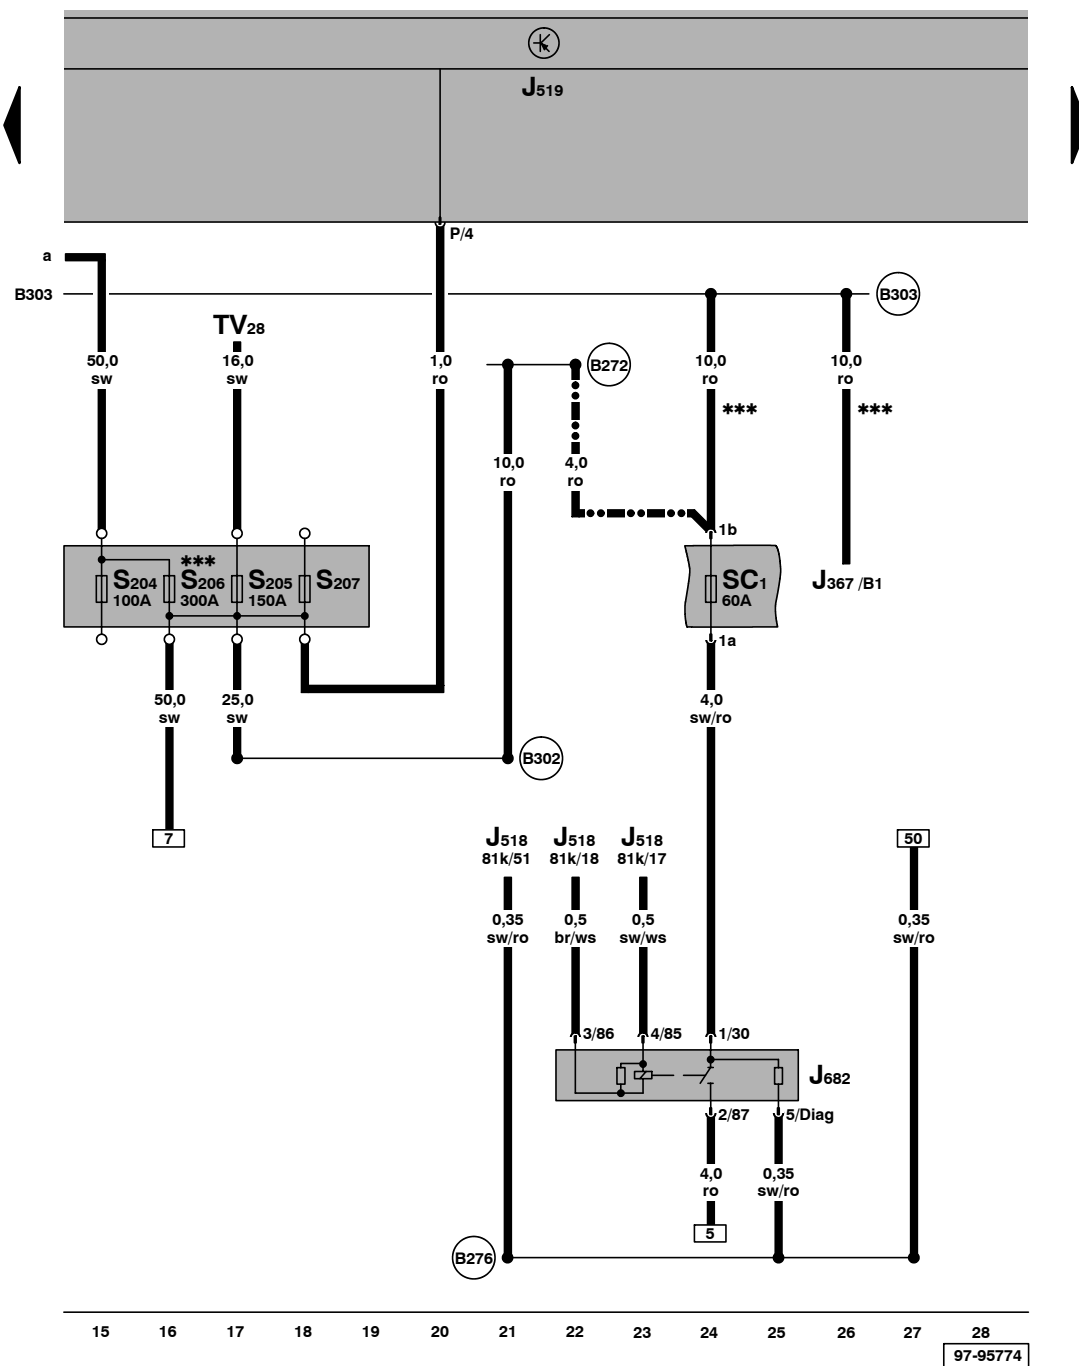 J519
P/4
a
B303
B303
TV28
50,0
sw
16,0
sw
1,0
ro
B272
10,0
ro
10,0
ro
***
***
10,0
ro
4,0
ro
1b
***
S204
100A
S206
300A
S205
150A
S207
SC1
60A
J367 /B1
1a
50,0
sw
25,0
sw
4,0
sw/ro
B302
7
J518
81k/51
J518
81k/18
J518
81k/17
50
0,35
sw/ro
0,5
br/ws
0,5
sw/ws
0,35
sw/ro
3/86
4/85
1/30
J682
2/87
5/Diag
4,0
ro
0,35
sw/ro
5
B276
15 16 17 18 19 20 21 22 23 24 25 26 27 28
97-95774